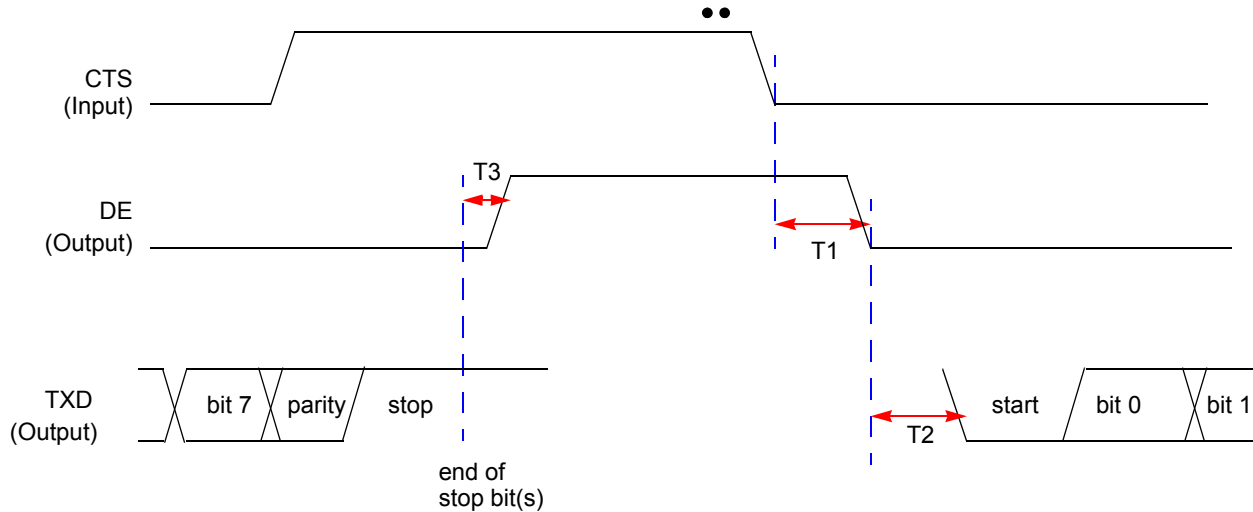 CTS
(Input)
T3
DE
(Output)
T1
TXD
(Output)
bit 7
parity
stop
T2
start
bit 0
bit 1
end of
stop bit(s)